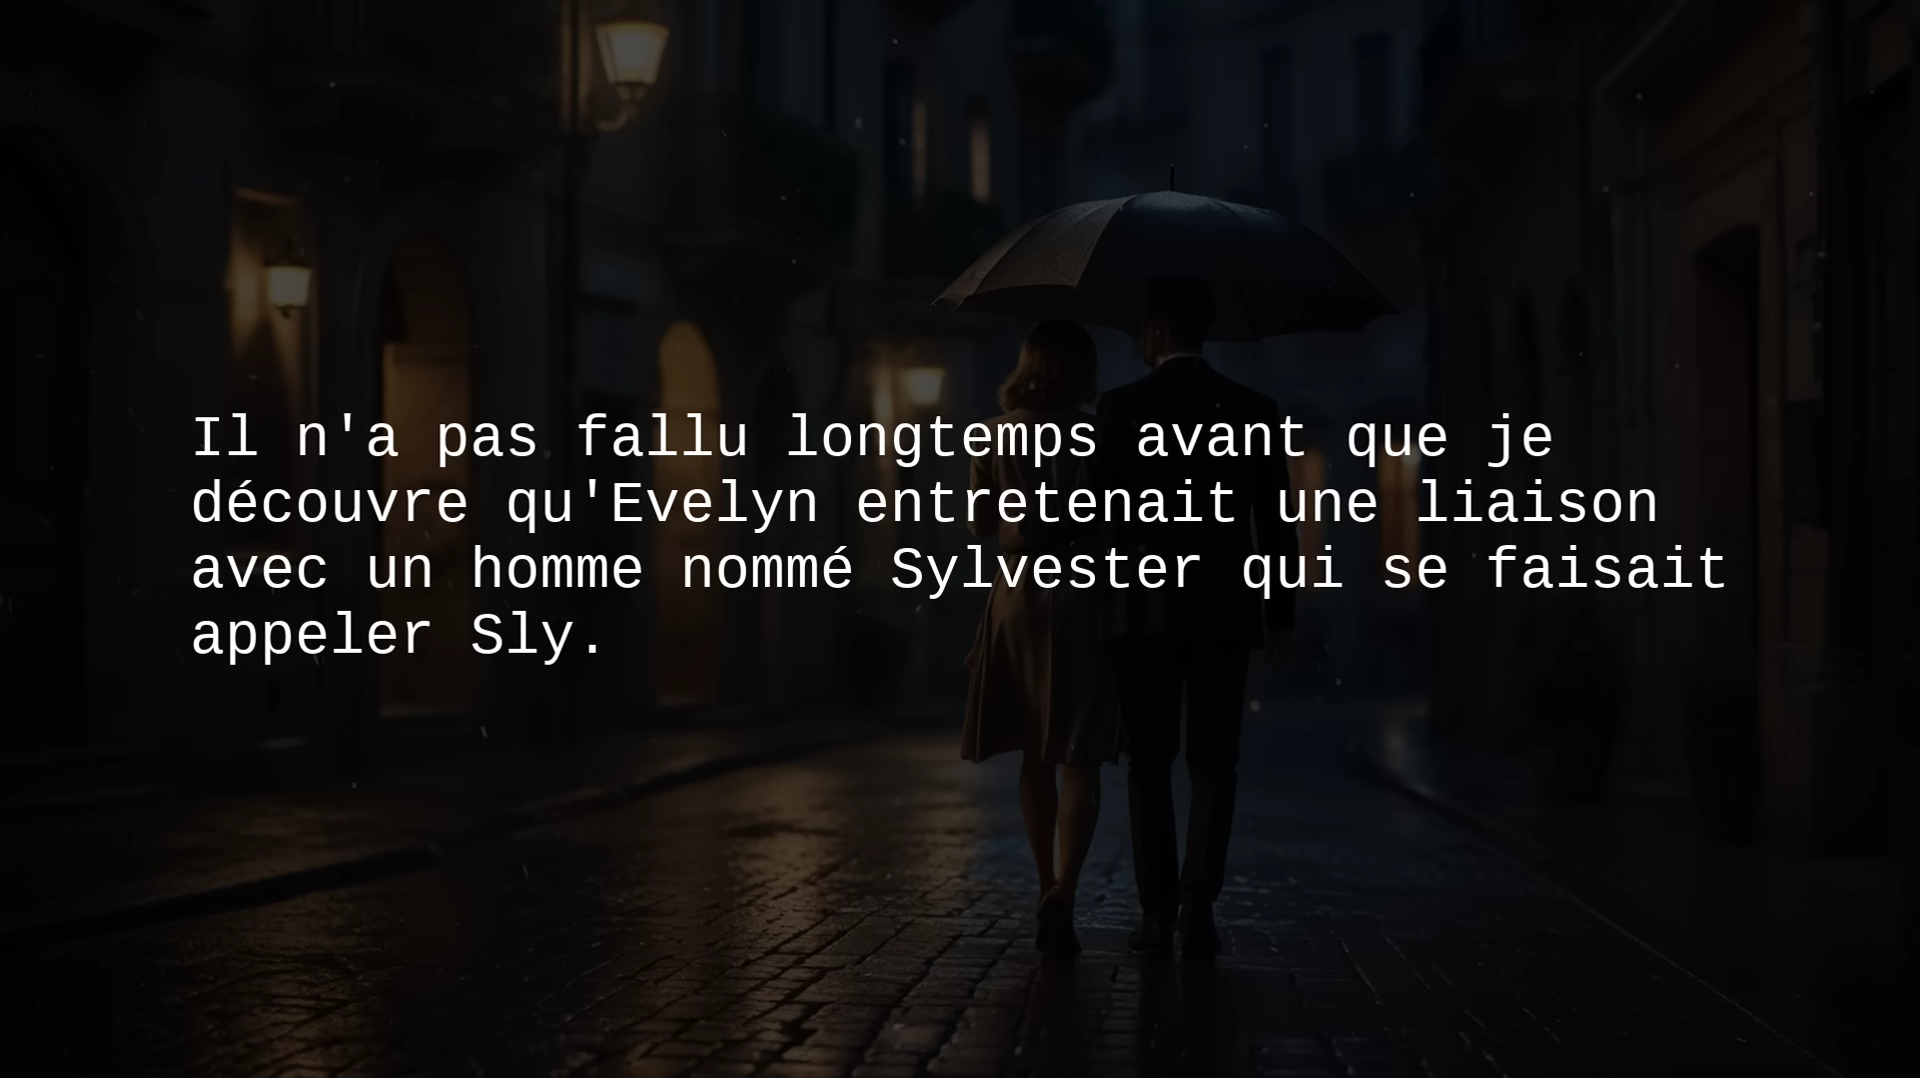 Il n'a pas fallu longtemps avant que je
découvre qu'Evelyn entretenait une liaison
avec un homme nommé Sylvester qui se faisait
appeler Sly.